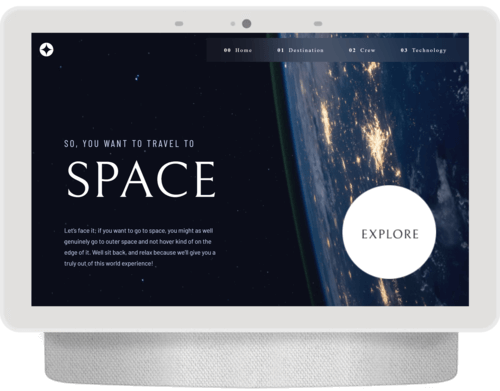 00 Home 01 Destination 02 Crew 03 Technology
SO, YOU WANT TO TRAVEL TO
SPACE
Let's face it; if you want to go to space, you might as well
genuinely go to outer space and not hover kind of on the
edge of it. Well sit back, and relax because we'll give you a
truly out of this world experience!
EXPLORE